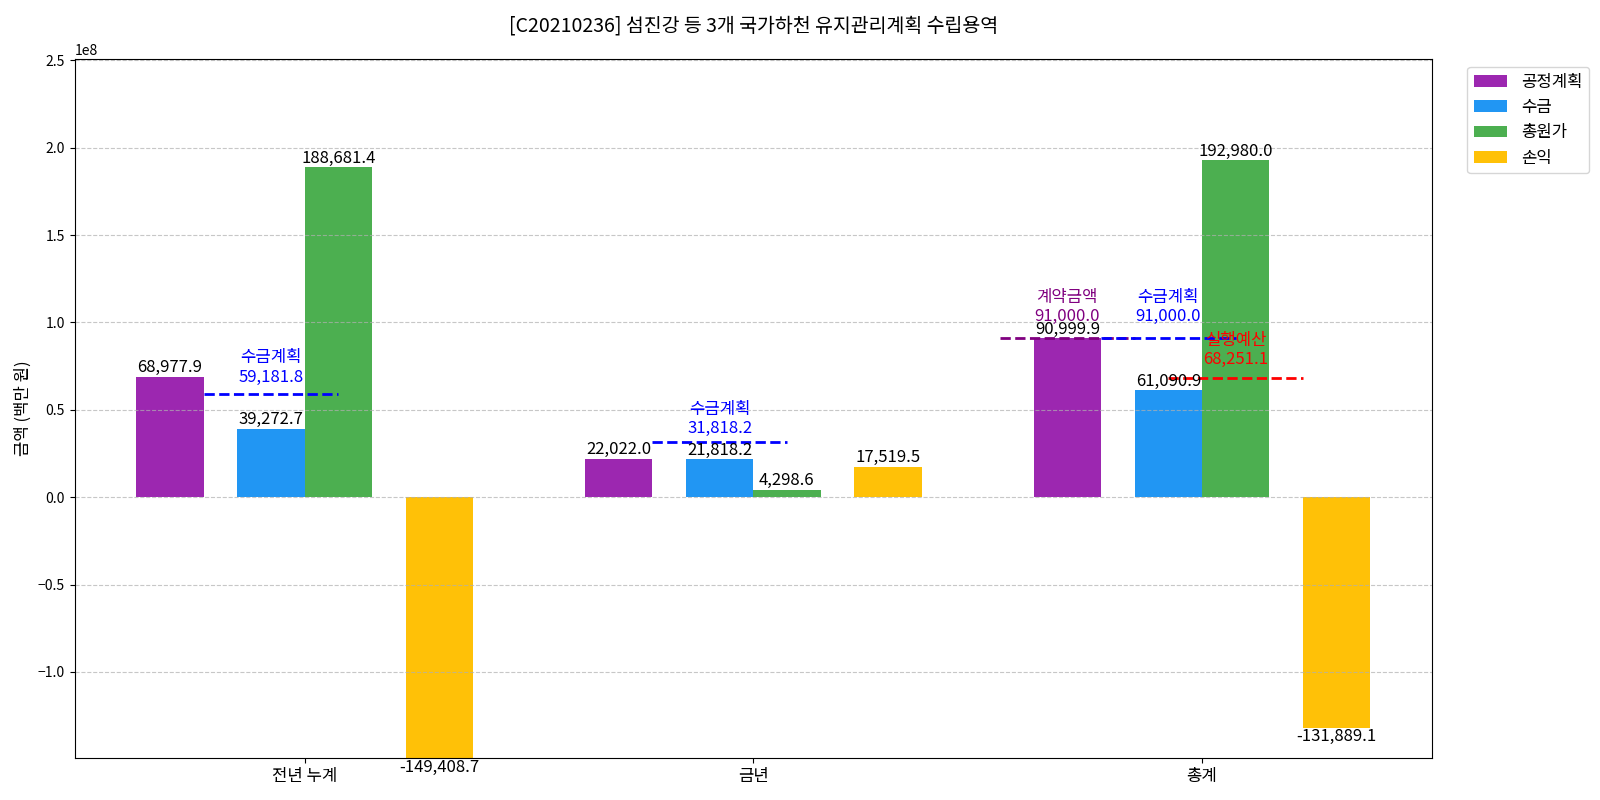 [C20210236] 섬진강 등 3개 국가하천 유지관리계획 수립용역
1e8
금액 (백만 원)
2.5
2.0
1.5
1.0
0.5
0.0
−0.5
−1.0
68,977.9
수금계획
59,181.8
39,272.7
188,681.4
-149,408.7
22,022.0
수금계획
31,818.2
21,818.2
4,298.6
17,519.5
계약금액
91,000.0
90,999.9
수금계획
91,000.0
61,090.9
192,980.0
실행예산
68,251.1
-131,889.1
전년 누계
금년
총계
공정계획
수금
총원가
손익